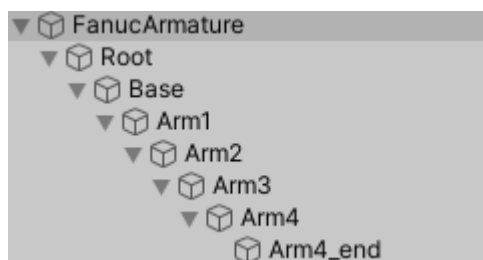 FanucArmature
Root
Base
Arm1
Arm2
Arm3
Arm4
Arm4_end